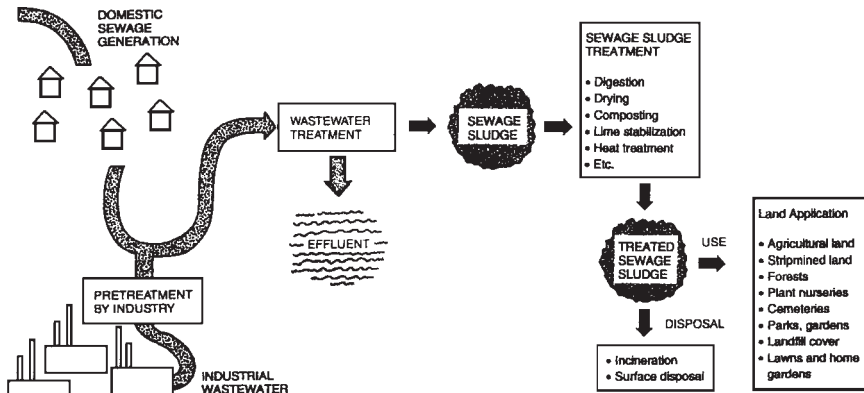 DOMESTIC
SEWAGE
GENERATION
WASTEWATER
TREATMENT
EFFLUENT
PRETREATMENT
BY INDUSTRY
INDUSTRIAL
WASTEWATER
SEWAGE
SLUDGE
SEWAGE SLUDGE
TREATMENT
• Digestion
• Drying
• Composting
• Lime stabilization
• Heat treatment
• Etc.
TREATED
SEWAGE
SLUDGE
USE
DISPOSAL
• Incineration
• Surface disposal
Land Application
• Agricultural land
• Stripmined land
• Forests
• Plant nurseries
• Cemeteries
• Parks, gardens
• Landfill cover
• Lawns and home
gardens